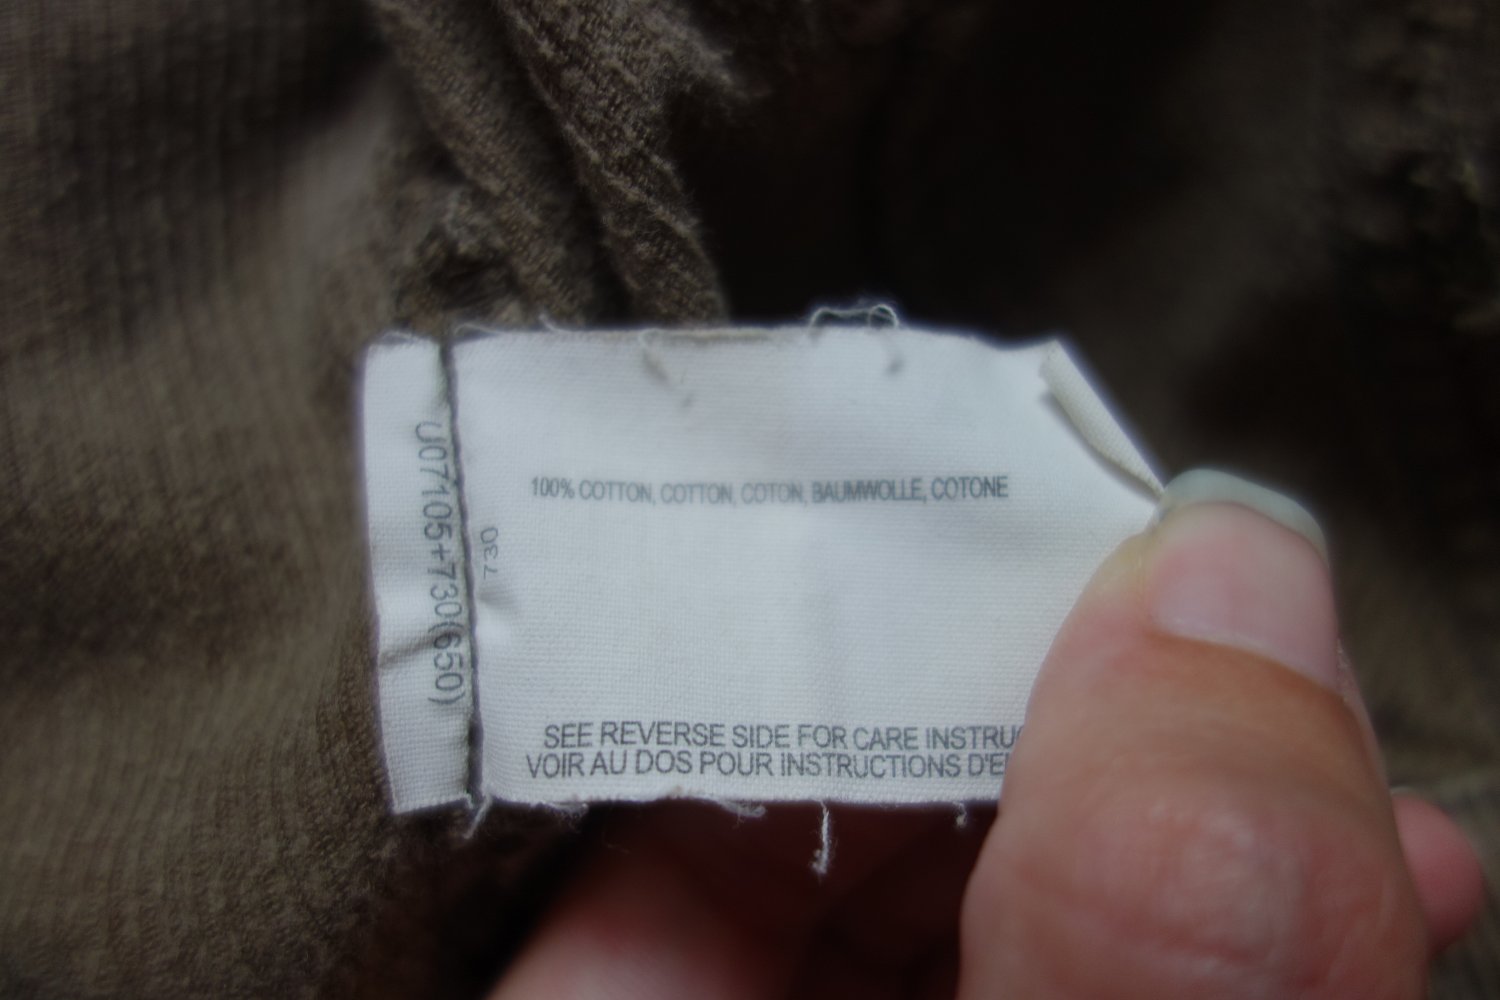 U07105+730(650)
730
100% COTTON, COTTON, COTON, BAUMWOLLE, COTONE
SEE REVERSE SIDE FOR CARE
VOIR AU DOS POUR INSTRUCTIONS